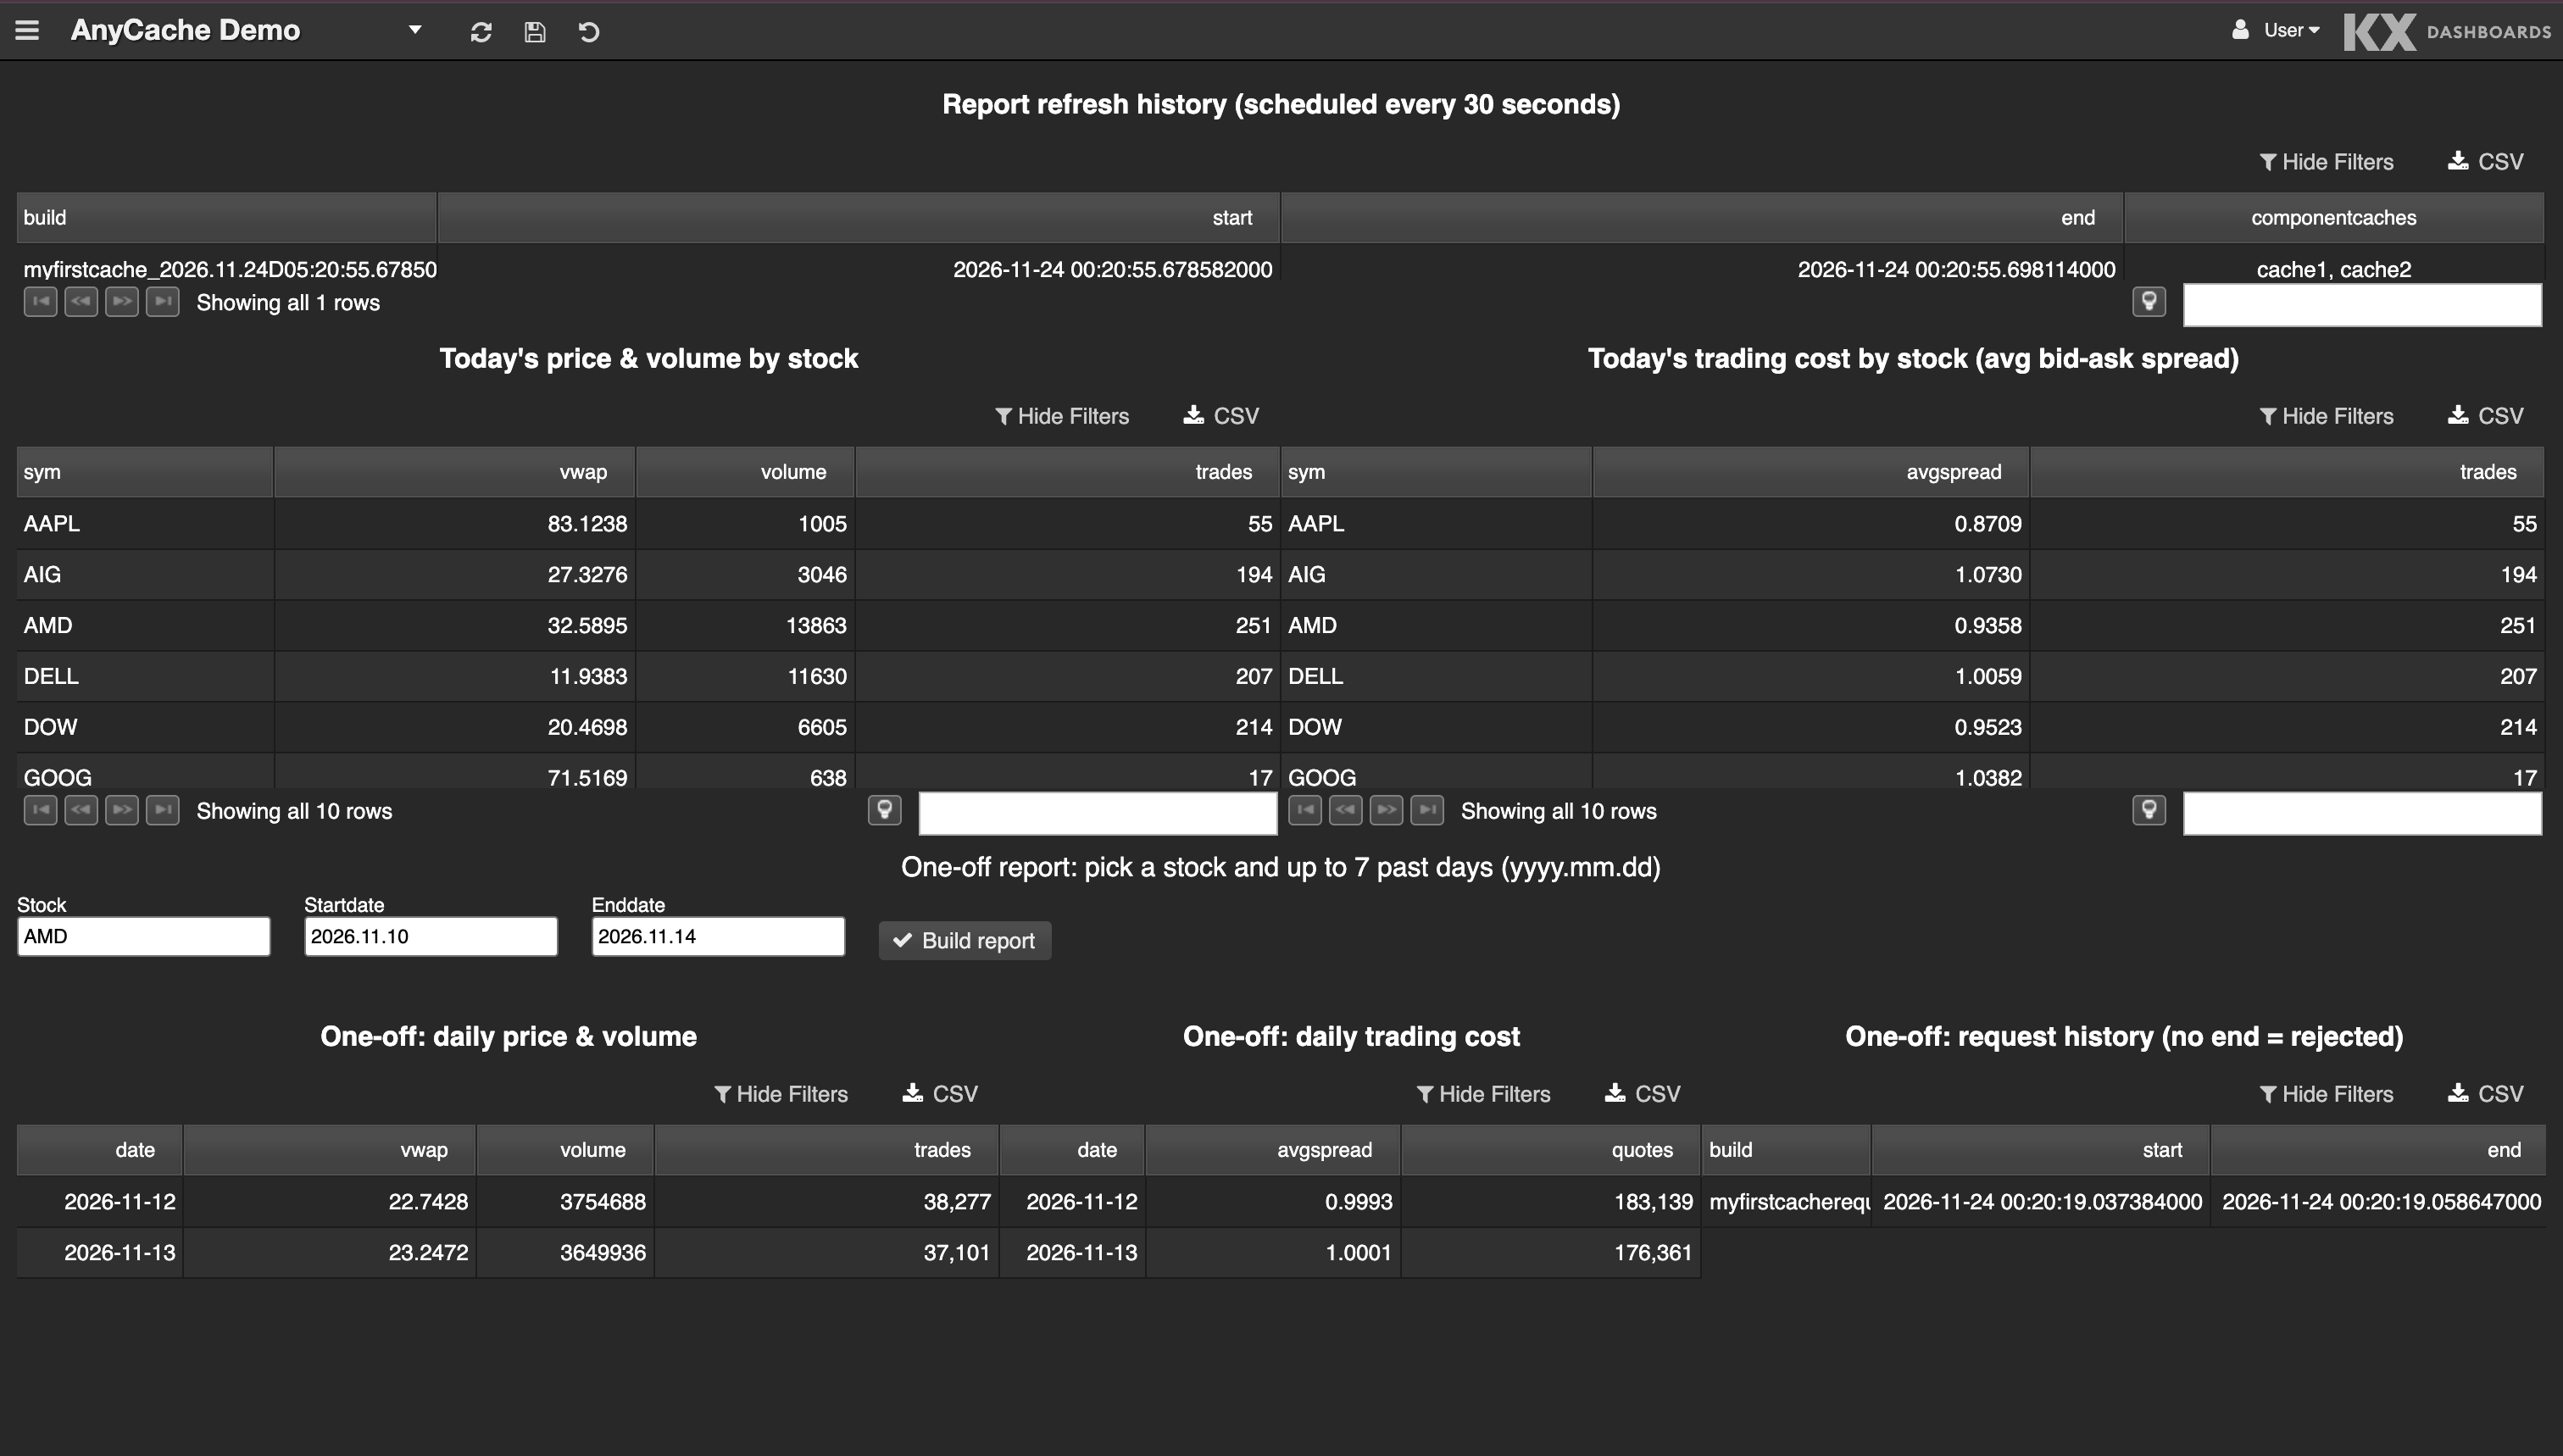 AnyCache Demo
User
KX DASHBOARDS
Report refresh history (scheduled every 30 seconds)
Hide Filters CSV
build start end componentcaches
myfirstcache_2026.11.24D05:20:55.67850 2026-11-24 00:20:55.678582000 2026-11-24 00:20:55.698114000 cache1, cache2
Showing all 1 rows
Today's price & volume by stock
Hide Filters CSV
sym vwap volume trades
AAPL 83.1238 1005 55
AIG 27.3276 3046 194
AMD 32.5895 13863 251
DELL 11.9383 11630 207
DOW 20.4698 6605 214
GOOG 71.5169 638 17
Showing all 10 rows
Today's trading cost by stock (avg bid-ask spread)
Hide Filters CSV
sym avgspread trades
AAPL 0.8709 55
AIG 1.0730 194
AMD 0.9358 251
DELL 1.0059 207
DOW 0.9523 214
GOOG 1.0382 17
Showing all 10 rows
One-off report: pick a stock and up to 7 past days (yyyy.mm.dd)
Stock Startdate Enddate
AMD 2026.11.10 2026.11.14 Build report
One-off: daily price & volume
Hide Filters CSV
date vwap volume trades
2026-11-12 22.7428 3754688 38,277
2026-11-13 23.2472 3649936 37,101
One-off: daily trading cost
Hide Filters CSV
date avgspread quotes
2026-11-12 0.9993 183,139
2026-11-13 1.0001 176,361
One-off: request history (no end = rejected)
Hide Filters CSV
build start end
myfirstcacherequ 2026-11-24 00:20:19.037384000 2026-11-24 00:20:19.058647000